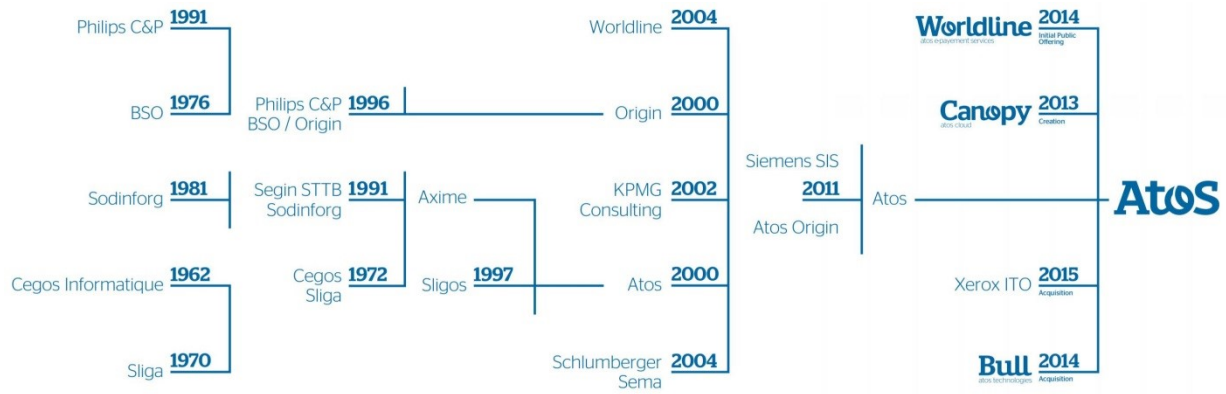 Philips C&P 1991
BSO 1976
Sodinforg 1981
Cegos Informatique 1962
Sliga 1970
Philips C&P 1996
BSO / Origin
Segin STTB 1991
Sodinforg
Cegos 1972
Sliga
Axime
Sligos 1997
Worldline 2004
Origin 2000
KPMG 2002
Consulting
Atos 2000
Schlumberger 2004
Sema
Siemens SIS
2011
Atos Origin
Atos
Worldline 2014
atos e-payement services
Initial Public
Offering
Canopy 2013
atos cloud
Creation
Atos
Xerox ITO 2015
Acquisition
Bull 2014
atos technologies
Acquisition